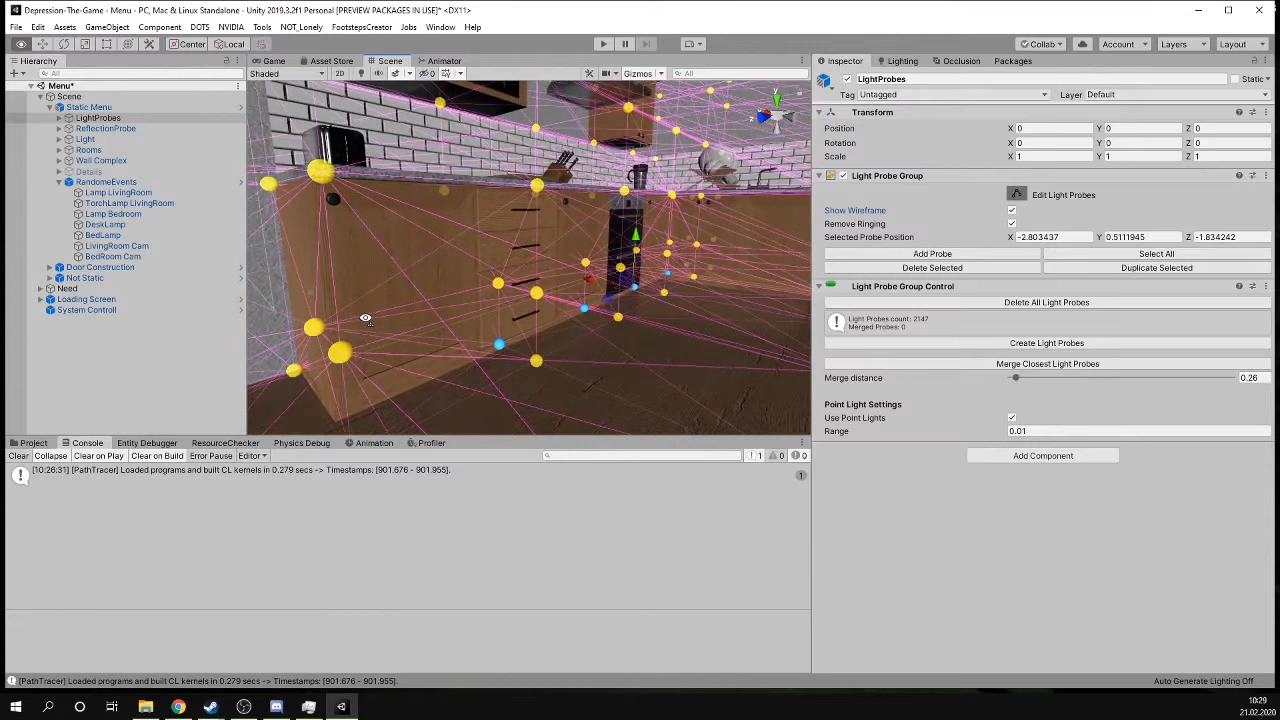 Depression-The-Game - Menu - PC, Mac & Linux Standalone - Unity 2019.3.2f1 Personal [PREVIEW PACKAGES IN USE]* <DX11>
File Edit Assets GameObject Component DOTS NVIDIA Tools NOT_Lonely FootstepsCreator Jobs Window Help
Center Local Collab Account Layers Layout
Hierarchy
All
Menu*
Scene
Static Menu
LightProbes
ReflectionProbe
Light
Rooms
Wall Complex
Details
RandomeEvents
Lamp LivingRoom
TorchLamp LivingRoom
Lamp Bedroom
DeskLamp
BedLamp
LivingRoom Cam
BedRoom Cam
Door Construction
Not Static
Need
Loading Screen
System Controll
Game Asset Store Scene Animator
Shaded 2D 0 Gizmos All
y
z
Inspector Lighting Occlusion Packages
LightProbes Static
Tag Untagged Layer Default
Transform
Position X 0 Y 0 Z 0
Rotation X 0 Y 0 Z 0
Scale X 1 Y 1 Z 1
Light Probe Group
Edit Light Probes
Show Wireframe
Remove Ringing
Selected Probe Position X -2.803437 Y 0.5111945 Z -1.834242
Add Probe Select All
Delete Selected Duplicate Selected
Light Probe Group Control
Delete All Light Probes
Light Probes count: 2147
Merged Probes: 0
Create Light Probes
Merge Closest Light Probes
Merge distance 0.26
Point Light Settings
Use Point Lights
Range 0.01
Add Component
Project Console Entity Debugger ResourceChecker Physics Debug Animation Profiler
Clear Collapse Clear on Play Clear on Build Error Pause Editor 1 0 0
[10:26:31] [PathTracer] Loaded programs and built CL kernels in 0.279 secs -> Timestamps: [901.676 - 901.955].
1
[PathTracer] Loaded programs and built CL kernels in 0.279 secs -> Timestamps: [901.676 - 901.955].
Auto Generate Lighting Off
10:29
21.02.2020